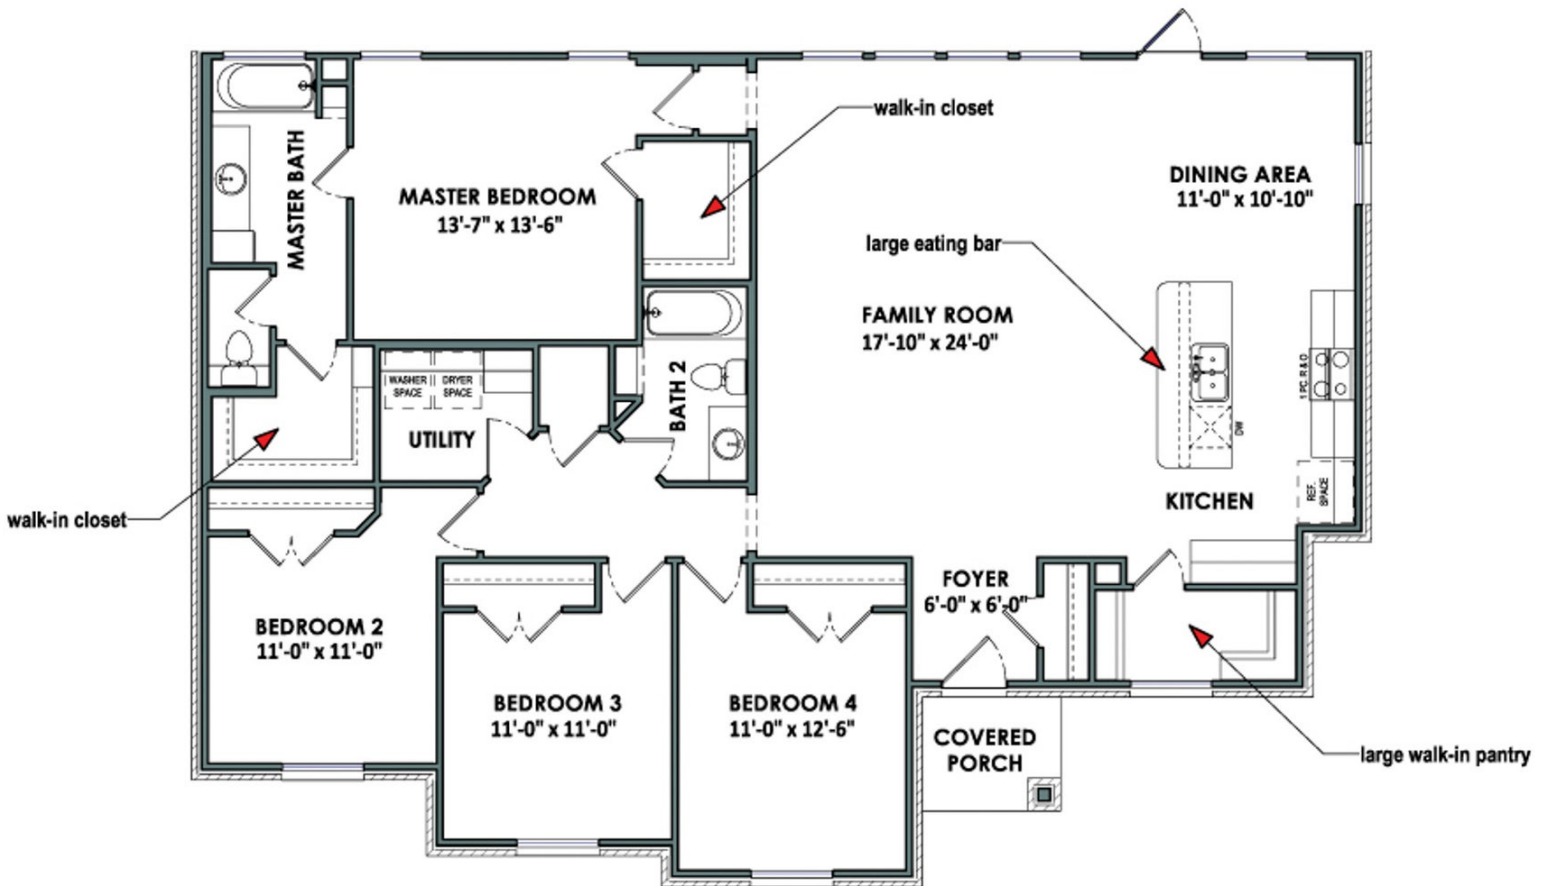 walk-in closet
DINING AREA
11'-0" x 10'-10"
MASTER BATH
MASTER BEDROOM
13'-7" x 13'-6"
large eating bar
FAMILY ROOM
17'-10" x 24'-0"
1 PC. R & O
WASHER
SPACE
DRYER
SPACE
BATH 2
UTILITY
DW
REF.
SPACE
KITCHEN
walk-in closet
FOYER
6'-0" x 6'-0"
BEDROOM 2
11'-0" x 11'-0"
BEDROOM 3
11'-0" x 11'-0"
BEDROOM 4
11'-0" x 12'-6"
COVERED
PORCH
large walk-in pantry